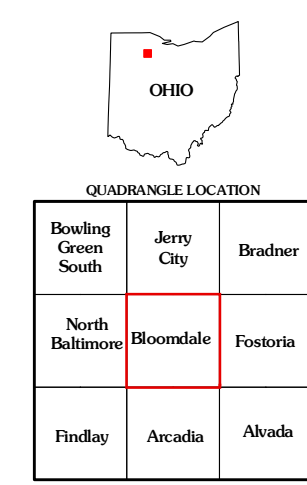 OHIO
QUADRANGLE LOCATION
Bowling
Green
South
Jerry
City
Bradner
North
Baltimore
Bloomdale
Fostoria
Findlay
Arcadia
Alvada